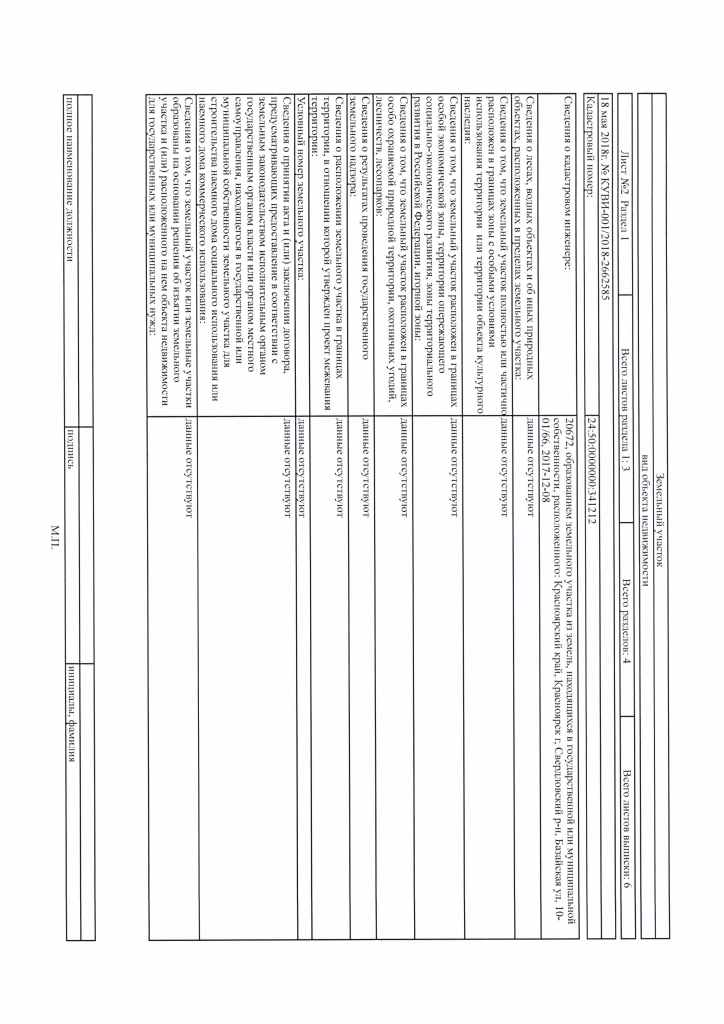 Земельный участок
вид объекта недвижимости
Лист №2 Раздел 1 Всего листов раздела 1: 3 Всего разделов: 4 Всего листов выписки: 6
18 мая 2018г. № КУВИ-001/2018-2662585
Кадастровый номер: 24:50:0000000:341212
Сведения о кадастровом инженере: 20672, образованием земельного участка из земель, находящихся в государственной или муниципальной
собственности, расположенного: Красноярский край, Красноярск г, Свердловский р-н, Базайская ул, 10-
01/66, 2017-12-08
Сведения о лесах, водных объектах и об иных природных
объектах, расположенных в пределах земельного участка: данные отсутствуют
Сведения о том, что земельный участок полностью или частично
расположен в границах зоны с особыми условиями
использования территории или территории объекта культурного
наследия: данные отсутствуют
Сведения о том, что земельный участок расположен в границах
особой экономической зоны, территории опережающего
социально-экономического развития, зоны территориального
развития в Российской Федерации, игорной зоны: данные отсутствуют
Сведения о том, что земельный участок расположен в границах
особо охраняемой природной территории, охотничьих угодий,
лесничеств, лесопарков: данные отсутствуют
Сведения о результатах проведения государственного
земельного надзора: данные отсутствуют
Сведения о расположении земельного участка в границах
территории, в отношении которой утвержден проект межевания
территории: данные отсутствуют
Условный номер земельного участка: данные отсутствуют
Сведения о принятии акта и (или) заключении договора,
предусматривающих предоставление в соответствии с
земельным законодательством исполнительным органом
государственным органом власти или органом местного
самоуправления, находящегося в государственной или
муниципальной собственности земельного участка для
строительства наемного дома социального использования или
наемного дома коммерческого использования: данные отсутствуют
Сведения о том, что земельный участок или земельные участки
образованы на основании решения об изъятии земельного
участка и (или) расположенного на нем объекта недвижимости
для государственных или муниципальных нужд: данные отсутствуют
полное наименование должности подпись инициалы, фамилия
М.П.